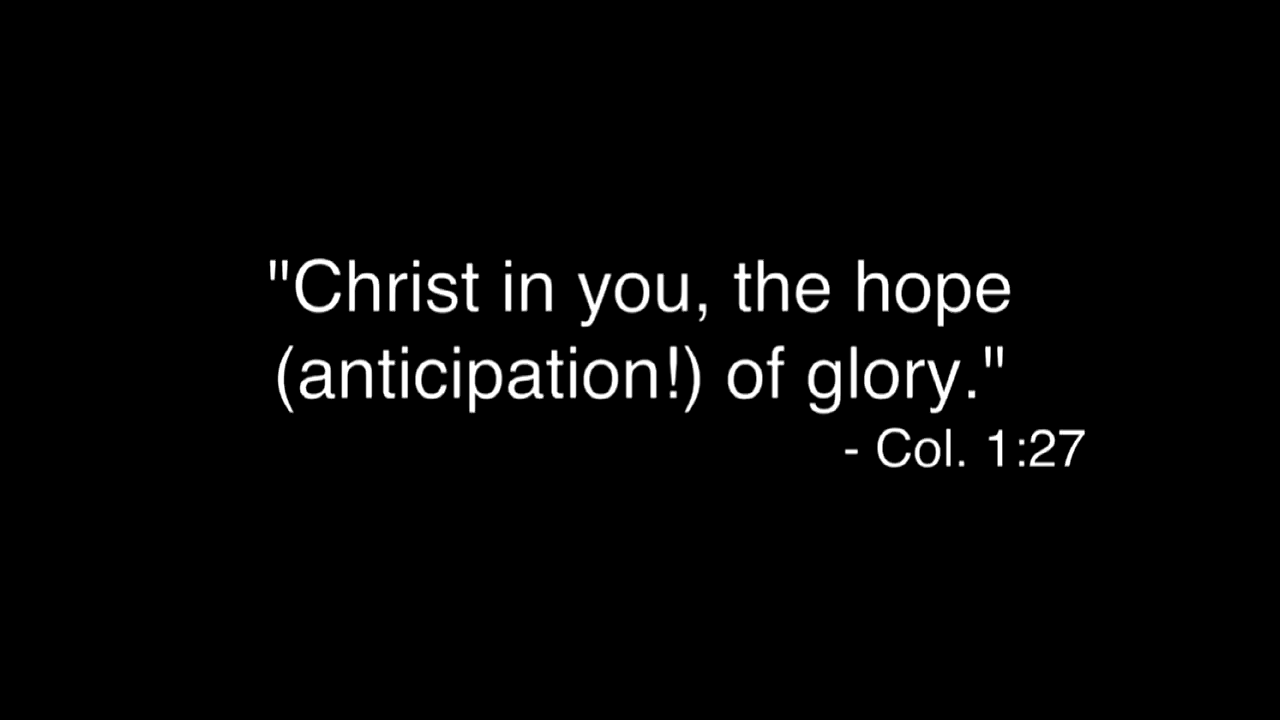 "Christ in you, the hope
(anticipation!) of glory."
- Col. 1:27